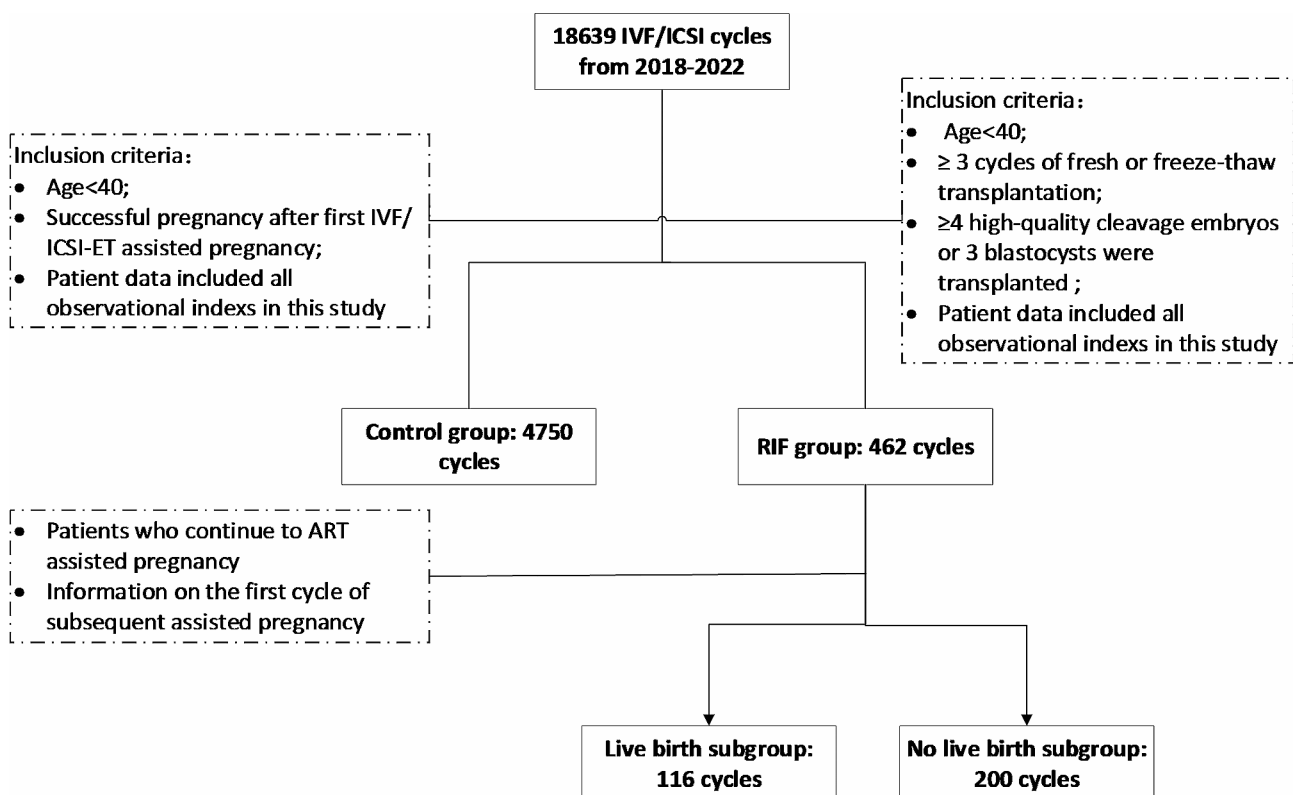 18639 IVF/ICSI cycles
from 2018-2022
Inclusion criteria：
• Age<40;
• Successful pregnancy after first IVF/
ICSI-ET assisted pregnancy;
• Patient data included all
observational indexs in this study
Inclusion criteria：
• Age<40;
• ≥ 3 cycles of fresh or freeze-thaw
transplantation;
• ≥4 high-quality cleavage embryos
or 3 blastocysts were
transplanted ;
• Patient data included all
observational indexs in this study
Control group: 4750
cycles
RIF group: 462 cycles
• Patients who continue to ART
assisted pregnancy
• Information on the first cycle of
subsequent assisted pregnancy
Live birth subgroup:
116 cycles
No live birth subgroup:
200 cycles